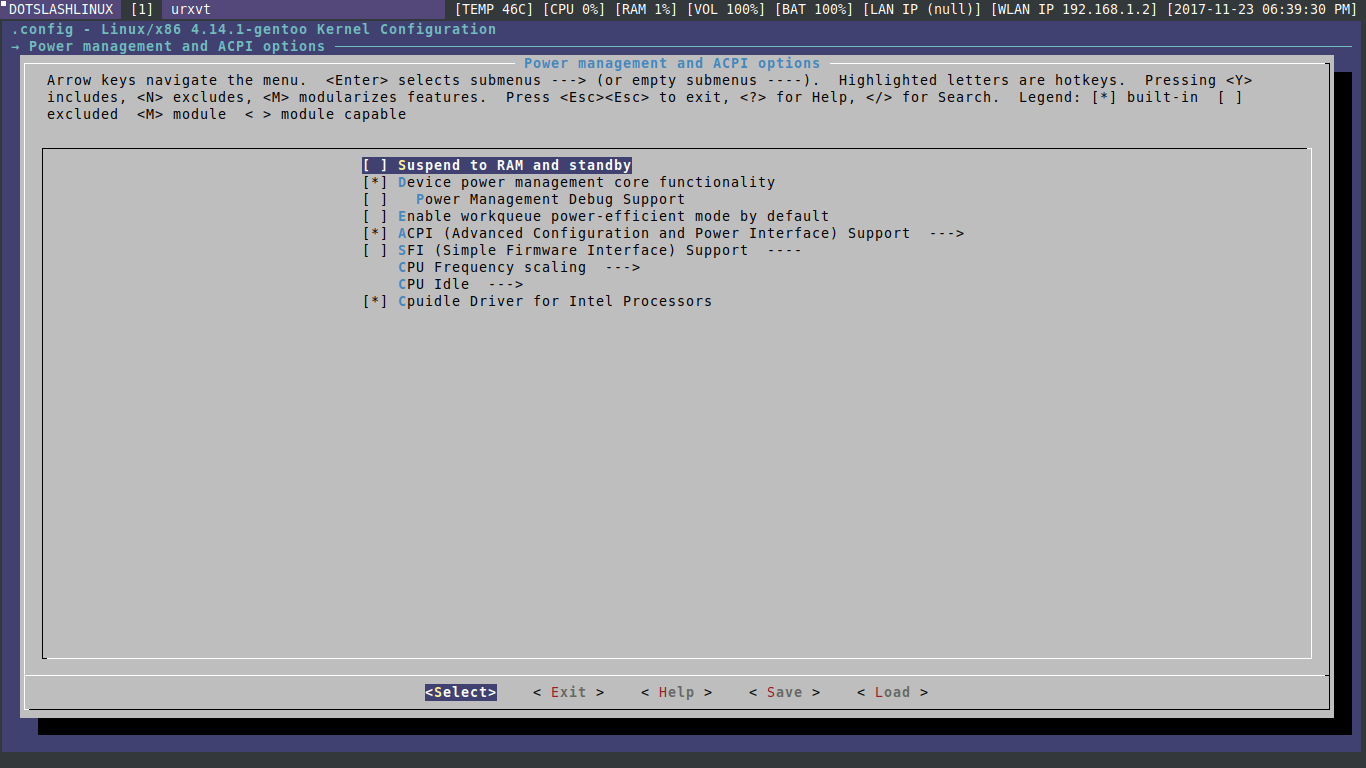 DOTSLASHLINUX [1] urxvt [TEMP 46C] [CPU 0%] [RAM 1%] [VOL 100%] [BAT 100%] [LAN IP (null)] [WLAN IP 192.168.1.2] [2017-11-23 06:39:30 PM]
.config - Linux/x86 4.14.1-gentoo Kernel Configuration
→ Power management and ACPI options
Power management and ACPI options
Arrow keys navigate the menu.  <Enter> selects submenus ---> (or empty submenus ----).  Highlighted letters are hotkeys.  Pressing <Y>
includes, <N> excludes, <M> modularizes features.  Press <Esc><Esc> to exit, <?> for Help, </> for Search.  Legend: [*] built-in  [ ]
excluded  <M> module  < > module capable
[ ] Suspend to RAM and standby
[*] Device power management core functionality
[ ]   Power Management Debug Support
[ ] Enable workqueue power-efficient mode by default
[*] ACPI (Advanced Configuration and Power Interface) Support  --->
[ ] SFI (Simple Firmware Interface) Support  ----
CPU Frequency scaling  --->
CPU Idle  --->
[*] Cpuidle Driver for Intel Processors
<Select>    < Exit >    < Help >    < Save >    < Load >